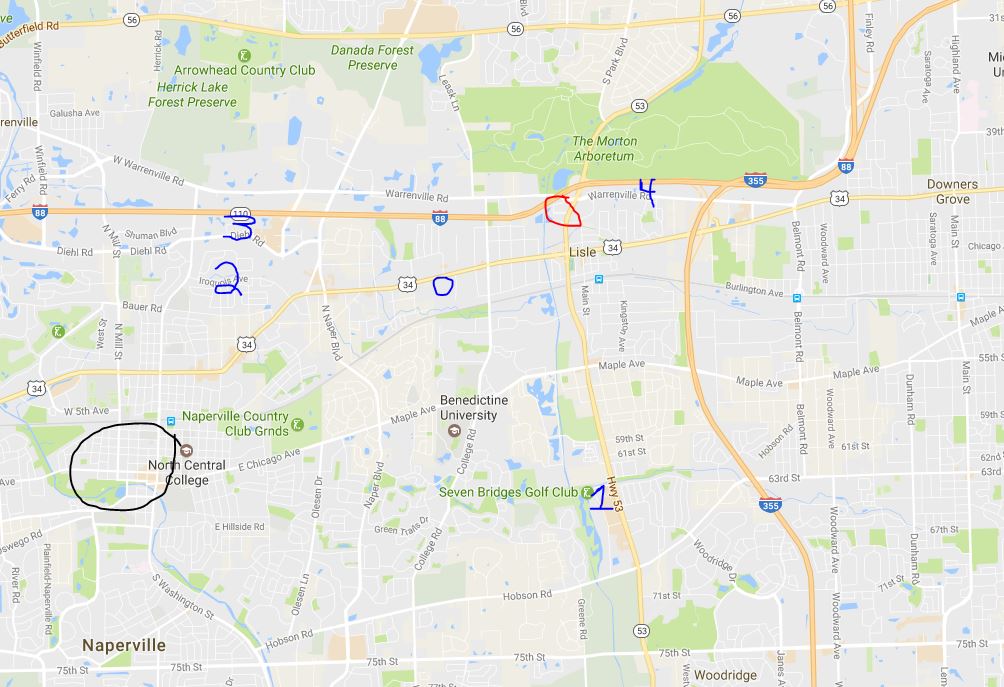 56
56
56
56
Butterfield Rd
Winfield Rd
Herrick Rd
Danada Forest
Preserve
S Park Blvd
Finley Rd
Highland Ave
Saratoga Ave
31s
Arrowhead Country Club
Herrick Lake
Forest Preserve
Leask Ln
53
Galusha Ave
renville
The Morton
Arboretum
39th
Winfield Rd
W Warrenville Rd
Ferry Rd
Warrenville Rd
Warrenville Rd
4
355
88
34
Downers
Grove
88
110
88
3
N Mill St
Shuman Blvd
Diehl Rd
Diehl Rd
Diehl Rd
Lisle
34
Belmont Rd
Woodward Ave
Saratoga Ave
Main St
Chicago
2
Iroquois Ave
34
0
Main St
Burlington Ave
Bauer Rd
West St
N Mill St
N Naper Blvd
34
Kingston Ave
Belmont Rd
Maple A
34
Maple Ave
Maple Ave
Maple Ave
55th S
Main St
W 5th Ave
Naperville Country
Club Grnds
Maple Ave
Benedictine
University
Dunham Rd
Woodward Ave
Belmont Rd
59th
Hobson Rd
61st St
59th St
61st St
North Central
College
E Chicago Ave
College Rd
62nd
63rd
63rd St
Ave
Naper Blvd
Olesen Dr
Seven Bridges Golf Club
1
Hwy 53
355
Oswego Rd
E Hillside Rd
Green Trails Dr
College Rd
67th St
Woodward Ave
Dunham Rd
Plainfield-Naperville Rd
River Rd
S Washington St
Olesen Ln
Hobson Rd
Hobson Rd
Greene Rd
Woodridge Dr
71st St
71st St
53
Naperville
75th St
75th St
75th St
75th St
Woodridge
Woodward Ave
Janes A